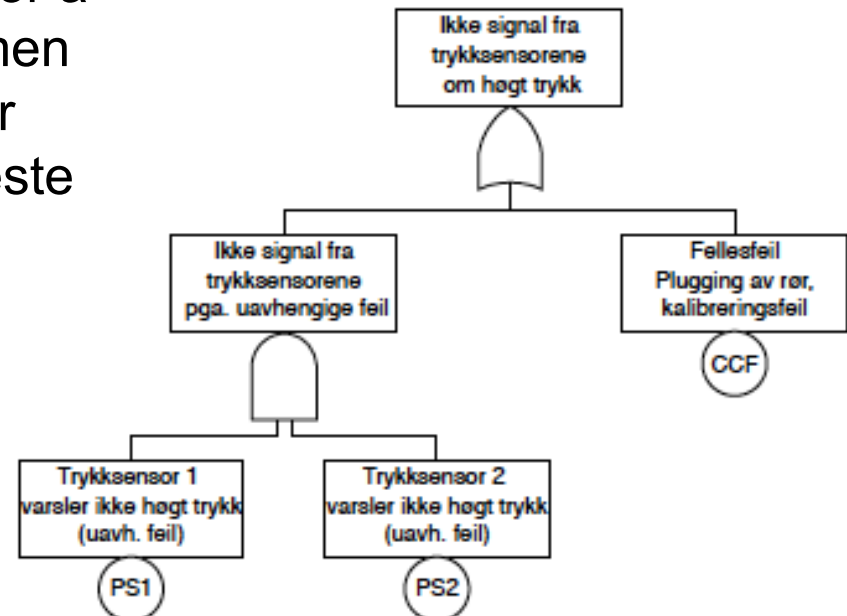 men
r
Ikke signal fra
trykksensorene
om høgt trykk
Ikke signal fra
trykksensorene
pga. uavhengige feil
Fellesfeil
Plugging av rør,
kalibreringsfeil
CCF
Trykksensor 1
varsler ikke høgt trykk
(uavh. feil)
PS1
Trykksensor 2
varsler ikke høgt trykk
(uavh. feil)
PS2